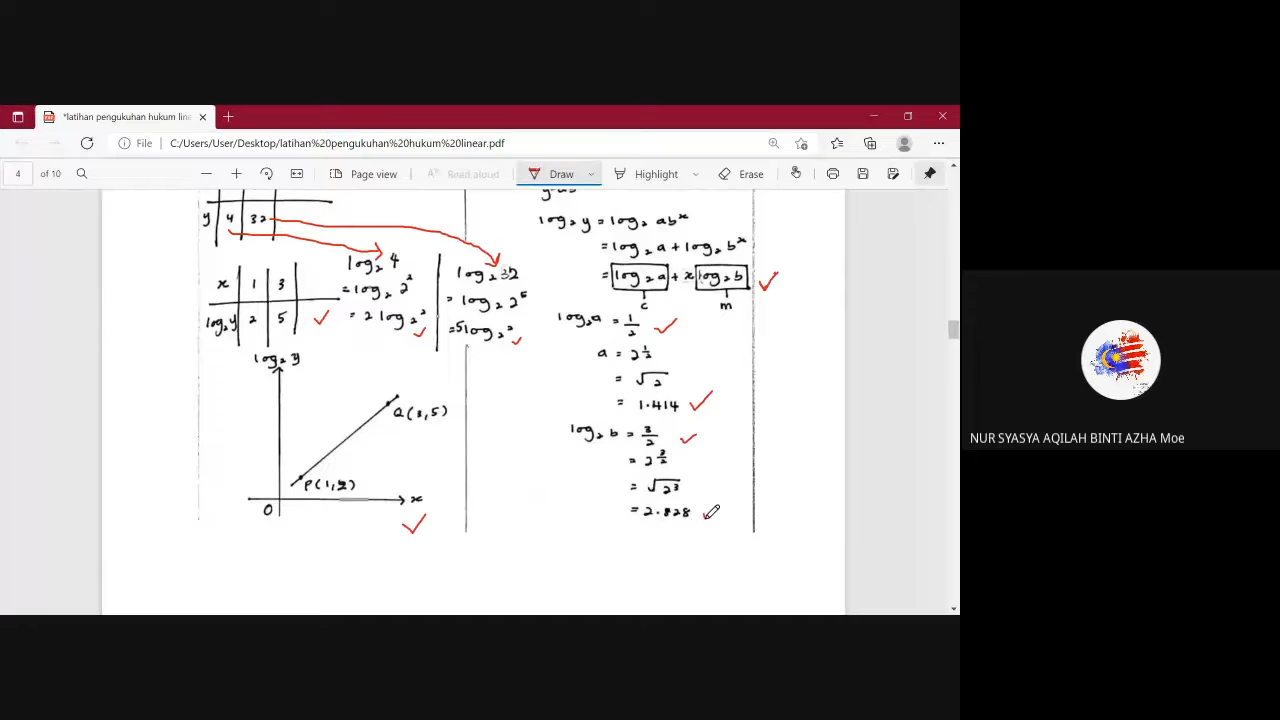 *latihan pengukuhan hukum line
File C:/Users/User/Desktop/latihan%20pengukuhan%20hukum%20linear.pdf
4 of 10 Page view Read aloud Draw Highlight Erase
y 4 32
x 1 3
log₂y 2 5
log₂ 4
= log₂ 2²
= 2 log₂ 2
log₂ 32
= log₂ 2⁵
= 5 log₂ 2
log₂ y
Q(3,5)
P(1,2)
O
x
log₂ y = log₂ abˣ
= log₂ a + log₂ bˣ
= log₂ a + x log₂ b
c m
log₂a = 1/2
a = 2^1/2
= √2
= 1.414
log₂ b = 3/2
= 2^3/2
= √2³
= 2.828
NUR SYASYA AQILAH BINTI AZHA Moe